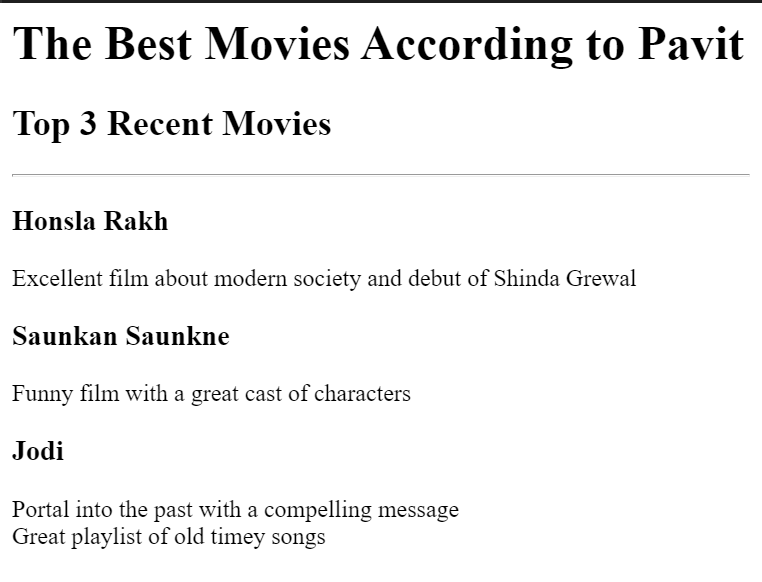 The Best Movies According to Pavit
Top 3 Recent Movies
Honsla Rakh
Excellent film about modern society and debut of Shinda Grewal
Saunkan Saunkne
Funny film with a great cast of characters
Jodi
Portal into the past with a compelling message
Great playlist of old timey songs